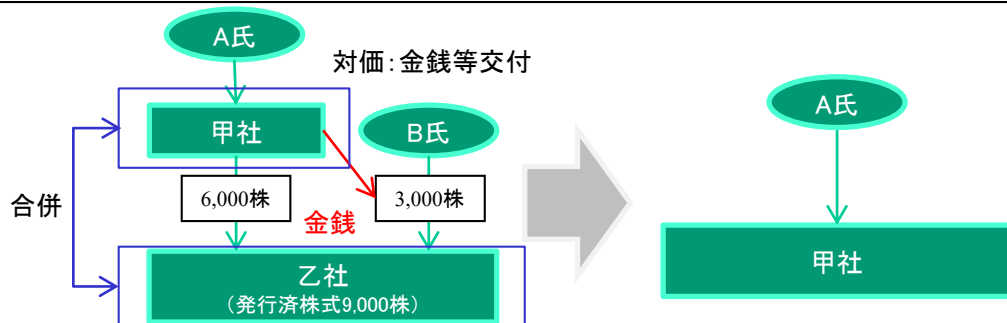 A氏
対価：金銭等交付
甲社
B氏
合併
6,000株
金銭
3,000株
乙社
（発行済株式9,000株）
A氏
甲社